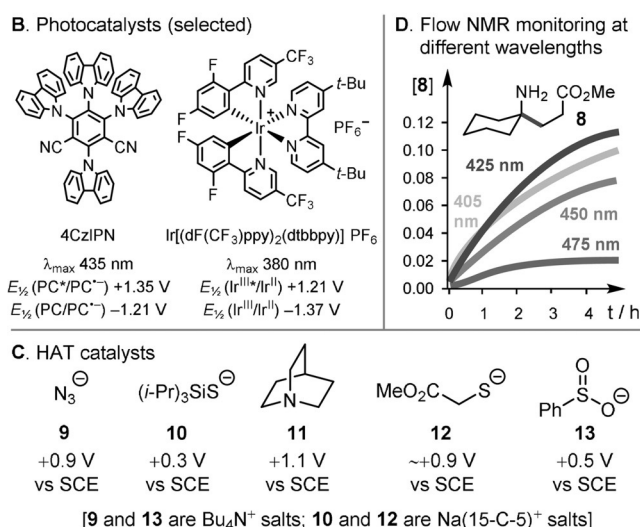 B. Photocatalysts (selected)
N
N
N
N
NC
CN
4CzIPN
λmax 435 nm
E½ (PC*/PC•−) +1.35 V
E½ (PC/PC•−) −1.21 V
CF3
F
F
N
t-Bu
N
Ir
+
N
PF6−
F
N
t-Bu
F
CF3
Ir[(dF(CF3)ppy)2(dtbbpy)] PF6
λmax 380 nm
E½ (IrIII*/IrII) +1.21 V
E½ (IrIII/IrII) −1.37 V
D. Flow NMR monitoring at
different wavelengths
[8]
NH2
CO2Me
8
0.12
0.10
0.08
0.06
0.04
0.02
0.00
425 nm
405
nm
450 nm
475 nm
0 1 2 3 4 t / h
C. HAT catalysts
N3⊖
(i-Pr)3SiS⊖
N
MeO2C S⊖
O
Ph S O⊖
9 10 11 12 13
+0.9 V +0.3 V +1.1 V ~+0.9 V +0.5 V
vs SCE vs SCE vs SCE vs SCE vs SCE
[9 and 13 are Bu4N+ salts; 10 and 12 are Na(15-C-5)+ salts]